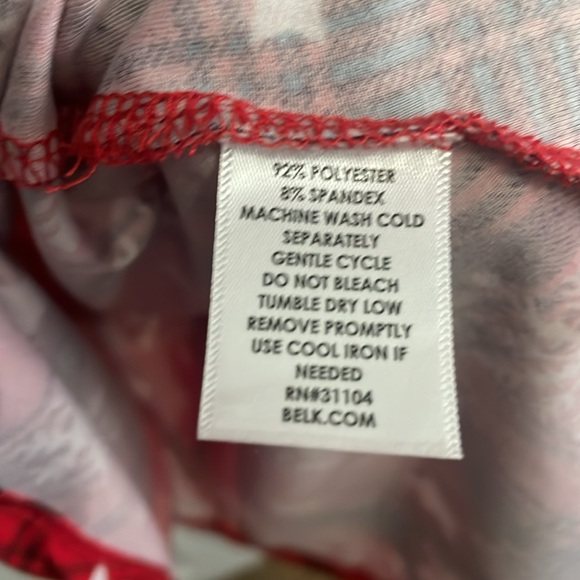 92% POLYESTER
8% SPANDEX
MACHINE WASH COLD
SEPARATELY
GENTLE CYCLE
DO NOT BLEACH
TUMBLE DRY LOW
REMOVE PROMPTLY
USE COOL IRON IF
NEEDED
RN#31104
BELK.COM